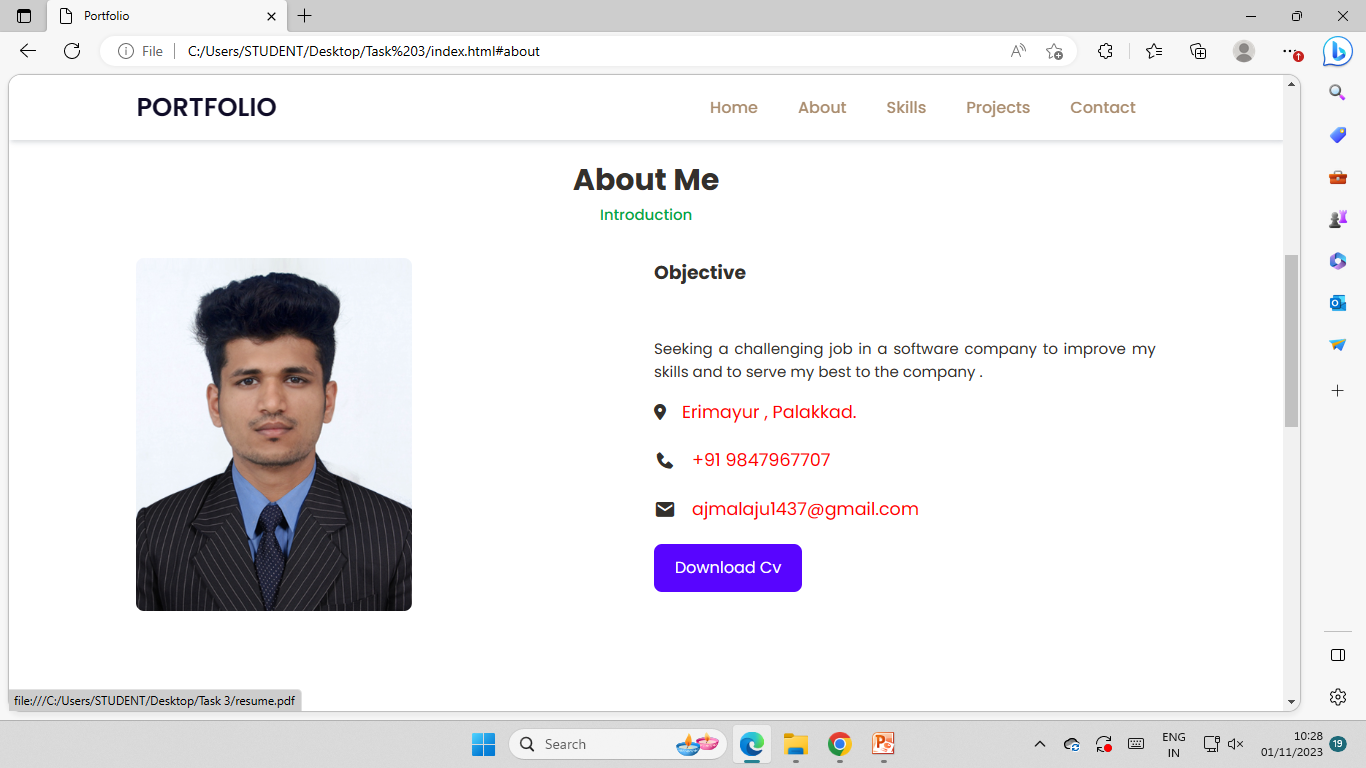 Portfolio
File
C:/Users/STUDENT/Desktop/Task%203/index.html#about
PORTFOLIO
Home
About
Skills
Projects
Contact
About Me
Introduction
Objective
Seeking a challenging job in a software company to improve my
skills and to serve my best to the company .
Erimayur , Palakkad.
+91 9847967707
ajmalaju1437@gmail.com
Download Cv
file:///C:/Users/STUDENT/Desktop/Task 3/resume.pdf
Search
ENG
IN
10:28
01/11/2023
19